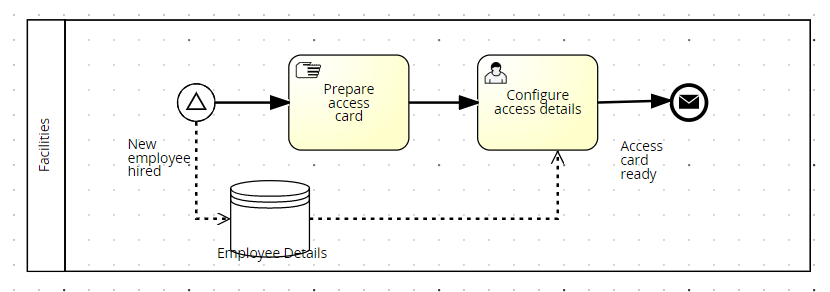 Facilities
Prepare
access
card
Configure
access details
New
employee
hired
Access
card
ready
Employee Details